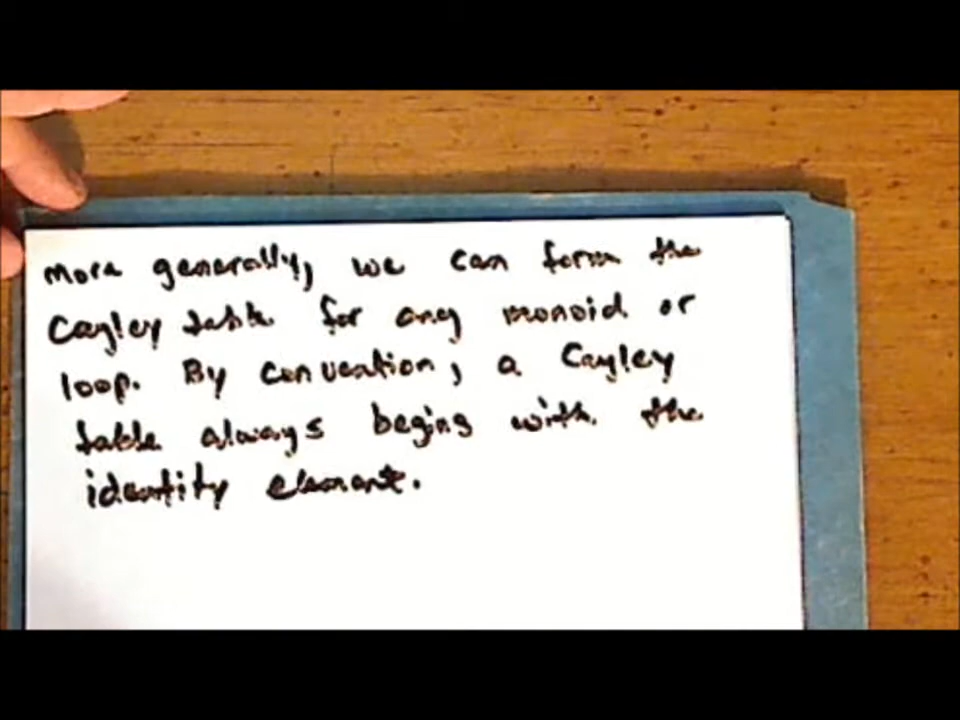 More generally, we can form the
Cayley table for any monoid or
loop. By convention, a Cayley
table always begins with the
identity element.